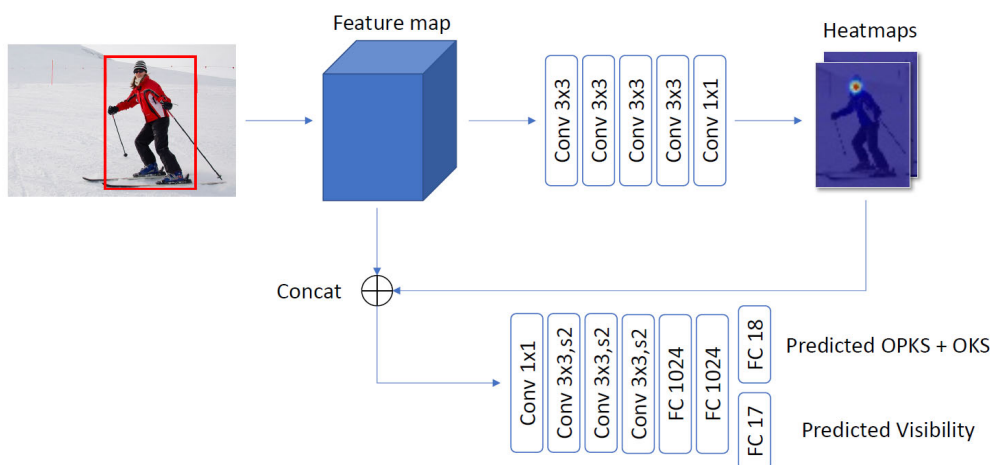 Feature map
Heatmaps
Conv 3x3
Conv 3x3
Conv 3x3
Conv 3x3
Conv 1x1
Concat
Conv 1x1
Conv 3x3,s2
Conv 3x3,s2
Conv 3x3,s2
FC 1024
FC 1024
FC 18
Predicted OPKS + OKS
FC 17
Predicted Visibility